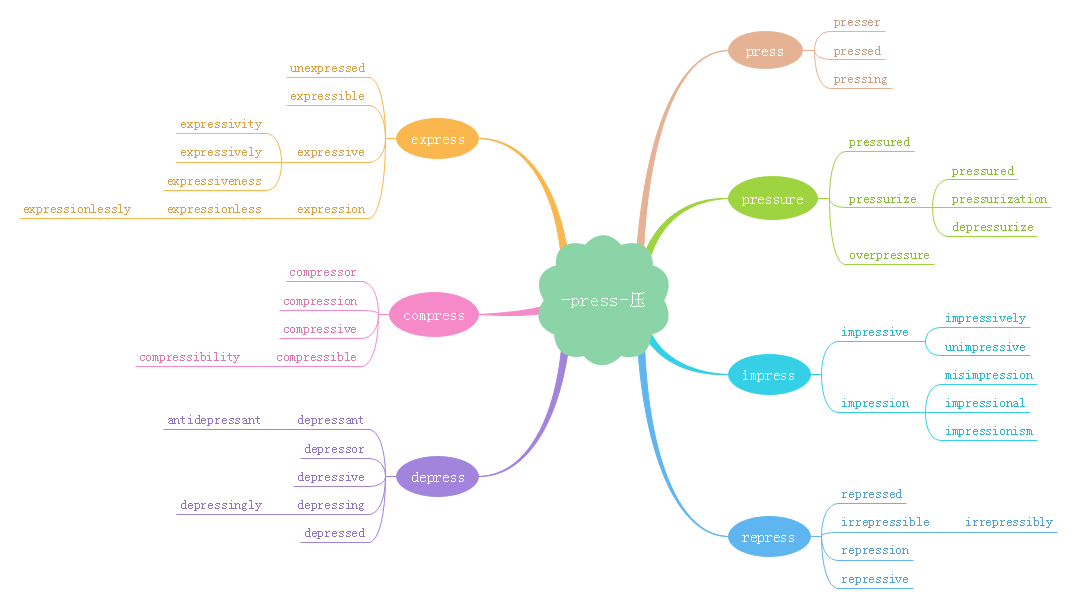 -press-压
press
presser
pressed
pressing
pressure
pressured
pressurize
pressured
pressurization
depressurize
overpressure
impress
impressive
impressively
unimpressive
impression
misimpression
impressional
impressionism
repress
repressed
irrepressible
irrepressibly
repression
repressive
express
unexpressed
expressible
expressive
expressivity
expressively
expressiveness
expression
expressionless
expressionlessly
compress
compressor
compression
compressive
compressible
compressibility
depress
depressant
antidepressant
depressor
depressive
depressing
depressingly
depressed